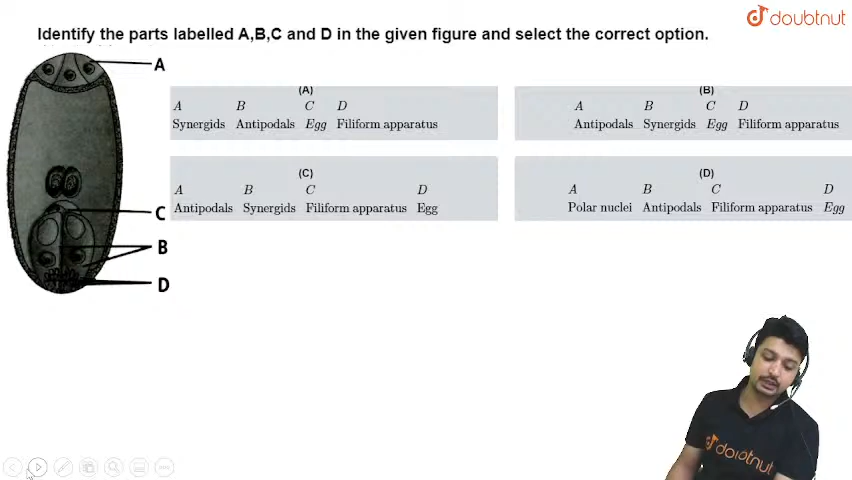 doubtnut
Identify the parts labelled A,B,C and D in the given figure and select the correct option.
A
C
B
D
(A)
A B C D
Synergids Antipodals Egg Filiform apparatus
(B)
A B C D
Antipodals Synergids Egg Filiform apparatus
(C)
A B C D
Antipodals Synergids Filiform apparatus Egg
(D)
A B C D
Polar nuclei Antipodals Filiform apparatus Egg
doubtnut